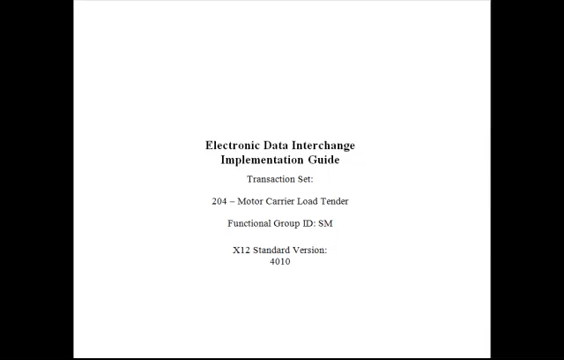 Electronic Data Interchange
Implementation Guide
Transaction Set:
204 – Motor Carrier Load Tender
Functional Group ID: SM
X12 Standard Version:
4010